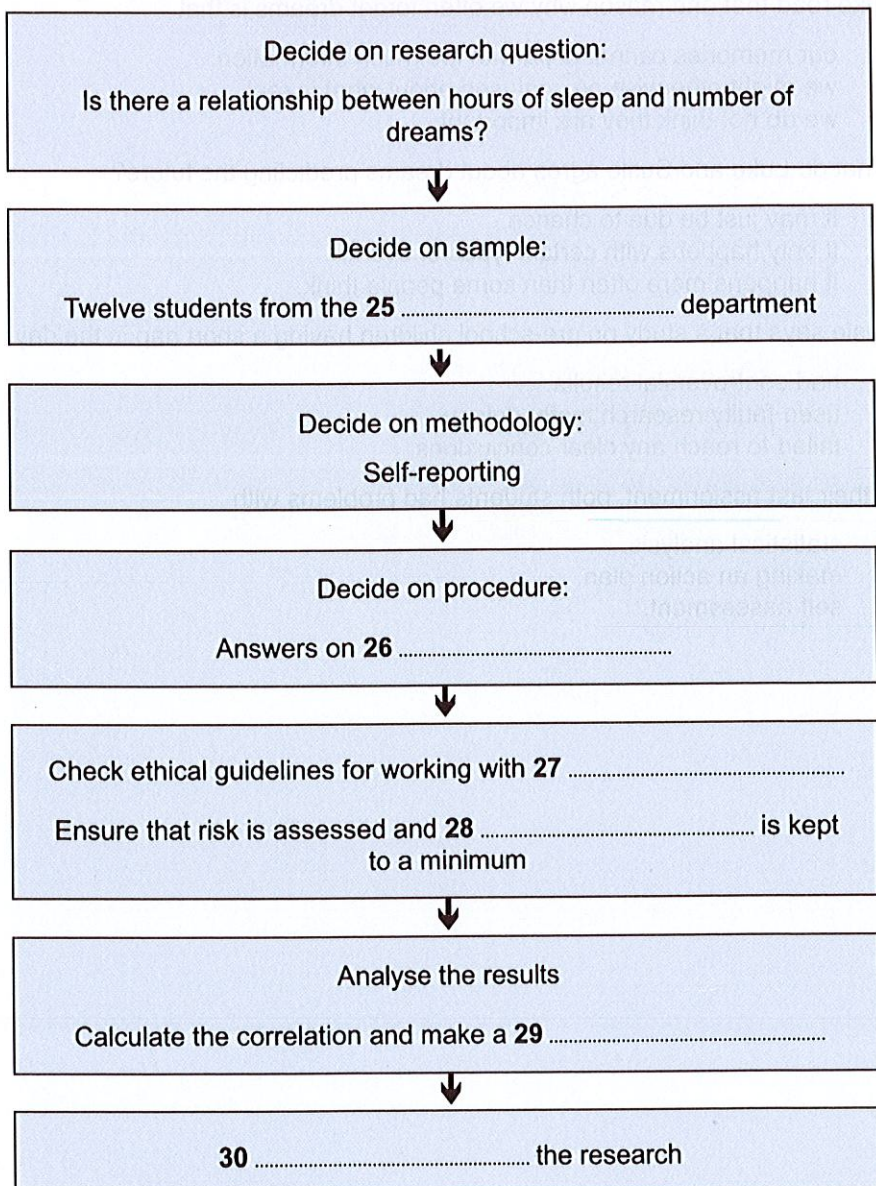 Decide on research question:
Is there a relationship between hours of sleep and number of
dreams?
Decide on sample:
Twelve students from the 25 ................................................ department
Decide on methodology:
Self-reporting
Decide on procedure:
Answers on 26 ................................................
Check ethical guidelines for working with 27 ................................................
Ensure that risk is assessed and 28 ................................................ is kept
to a minimum
Analyse the results
Calculate the correlation and make a 29 ................................................
30 ................................................ the research